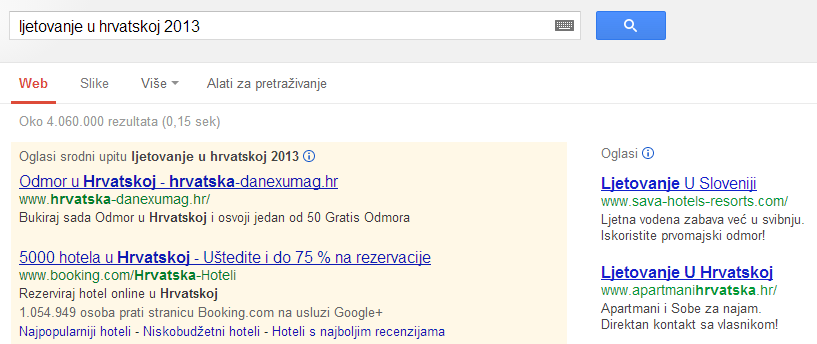 ljetovanje u hrvatskoj 2013
Web Slike Više Alati za pretraživanje
Oko 4.060.000 rezultata (0,15 sek)
Oglasi srodni upitu ljetovanje u hrvatskoj 2013
Odmor u Hrvatskoj - hrvatska-danexumag.hr
www.hrvatska-danexumag.hr/
Bukiraj sada Odmor u Hrvatskoj i osvoji jedan od 50 Gratis Odmora
5000 hotela u Hrvatskoj - Uštedite i do 75 % na rezervacije
www.booking.com/Hrvatska-Hoteli
Rezerviraj hotel online u Hrvatskoj
1.054.949 osoba prati stranicu Booking.com na usluzi Google+
Najpopularniji hoteli - Niskobudžetni hoteli - Hoteli s najboljim recenzijama
Oglasi
Ljetovanje U Sloveniji
www.sava-hotels-resorts.com/
Ljetna vodena zabava već u svibnju.
Iskoristite prvomajski odmor!
Ljetovanje U Hrvatskoj
www.apartmanihrvatska.hr/
Apartmani i Sobe za najam.
Direktan kontakt sa vlasnikom!